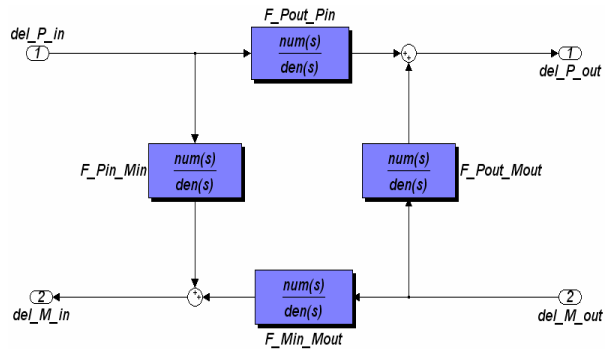 F_Pout_Pin
del_P_in
1
num(s)
den(s)
+
+
1
del_P_out
F_Pin_Min
num(s)
den(s)
num(s)
den(s)
F_Pout_Mout
2
del_M_in
+
+
num(s)
den(s)
2
del_M_out
F_Min_Mout